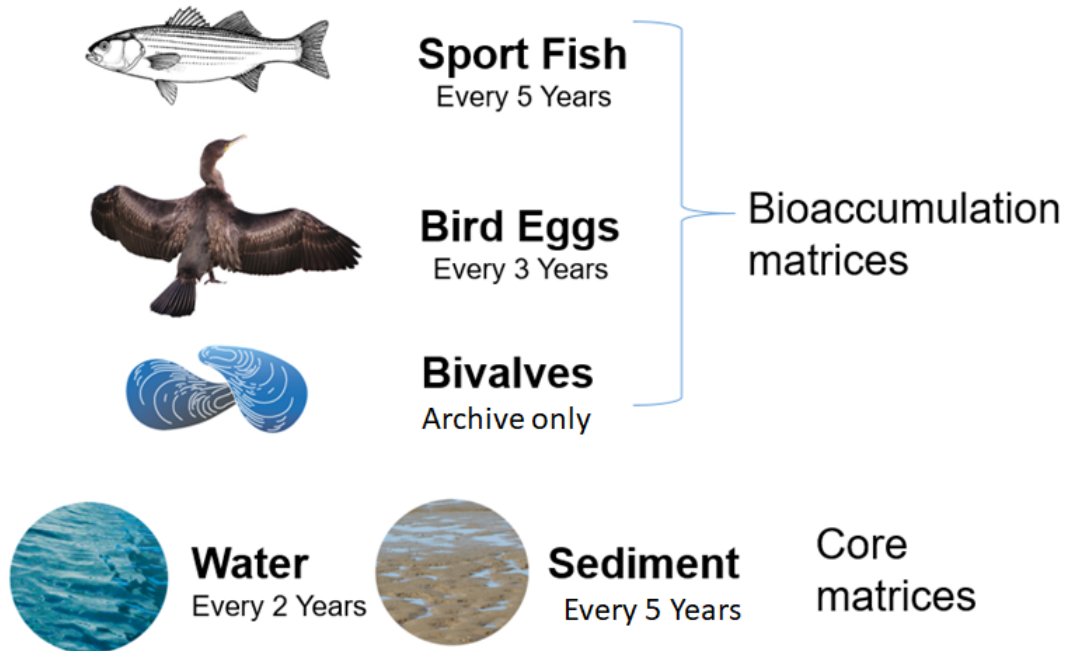 Sport Fish
Every 5 Years
Bird Eggs
Every 3 Years
Bioaccumulation
matrices
Bivalves
Archive only
Water
Every 2 Years
Sediment
Every 5 Years
Core
matrices